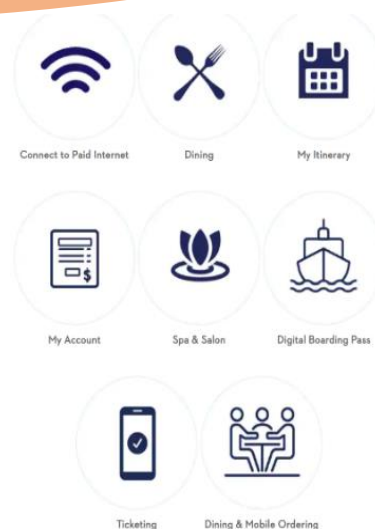 Connect to Paid Internet
Dining
My Itinerary
My Account
Spa & Salon
Digital Boarding Pass
$
Ticketing
Dining & Mobile Ordering